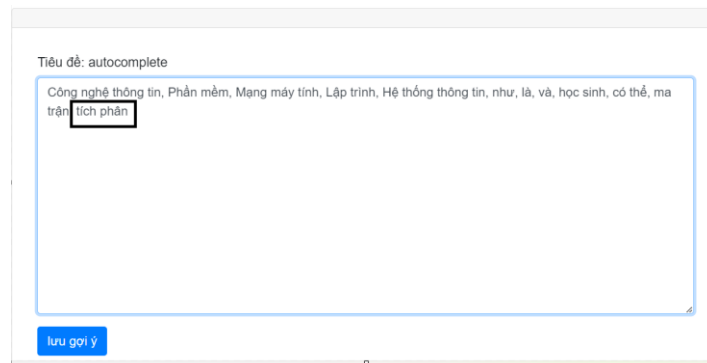 Tiêu đề: autocomplete
Công nghệ thông tin, Phần mềm, Mạng máy tính, Lập trình, Hệ thống thông tin, như, là, và, học sinh, có thể, ma
trận, tích phân
lưu gợi ý